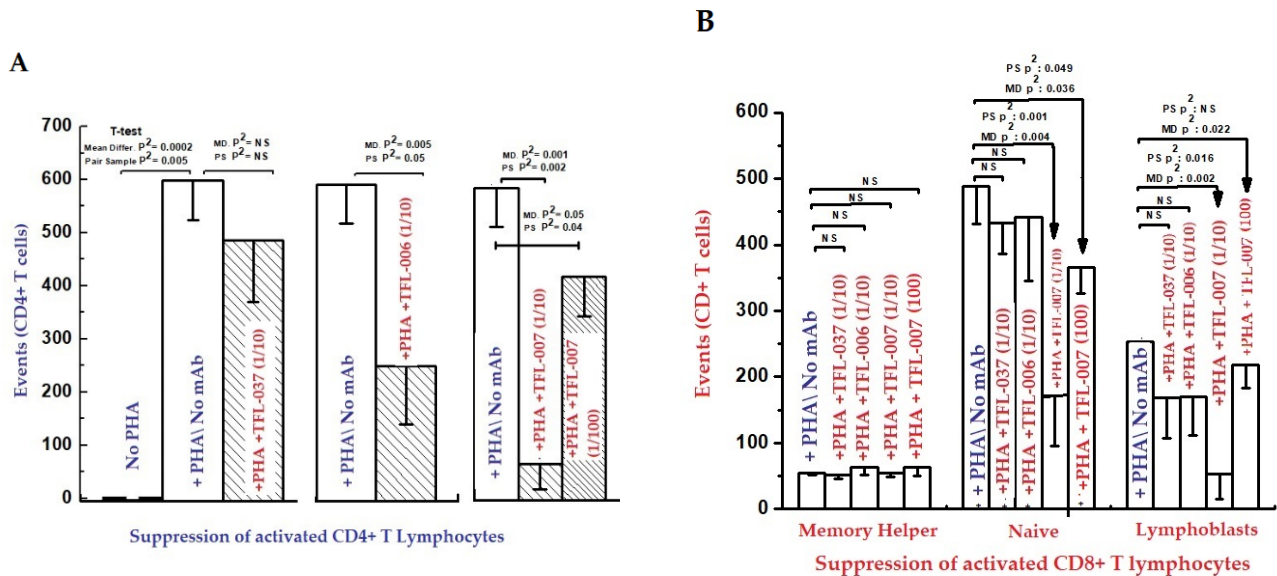 A
T-test
Mean Differ. P2= 0.0002
Pair Sample P2= 0.005
MD. P2= NS
PS P2= NS
MD. P2= 0.005
PS P2= 0.05
MD. P2= 0.001
PS P2= 0.002
MD. P2= 0.05
PS P2= 0.04
700
600
500
400
300
200
100
0
Events (CD4+ T cells)
No PHA
+ PHA\ No mAb
+PHA +TFL-037 (1/10)
+ PHA\ No mAb
+PHA +TFL-006 (1/10)
+ PHA\ No mAb
+PHA +TFL-007 (1/10)
+PHA +TFL-007
(1/100)
Suppression of activated CD4+ T Lymphocytes
B
PS p2: 0.049
MD p2: 0.036
PS p2: 0.001
MD p2: 0.004
NS
NS
PS p2: NS
MD p2: 0.022
PS p2: 0.016
MD p2: 0.002
NS
NS
NS
NS
NS
NS
600
500
400
300
200
100
0
Events (CD+ T cells)
+ PHA\ No mAb
+PHA +TFL-037 (1/10)
+PHA +TFL-006 (1/10)
+PHA +TFL-007 (1/10)
+PHA + TFL-007 (100)
+ PHA\ No mAb
+PHA +TFL-037 (1/10)
+PHA +TFL-006 (1/10)
+PHA +TFL-007 (1/10)
+PHA + TFL-007 (100)
+ PHA\ No mAb
+PHA +TFL-037 (1/10)
+PHA +TFL-006 (1/10)
+PHA +TFL-007 (1/10)
+PHA + TFL-007 (100)
Memory Helper
Naive
Lymphoblasts
Suppression of activated CD8+ T lymphocytes